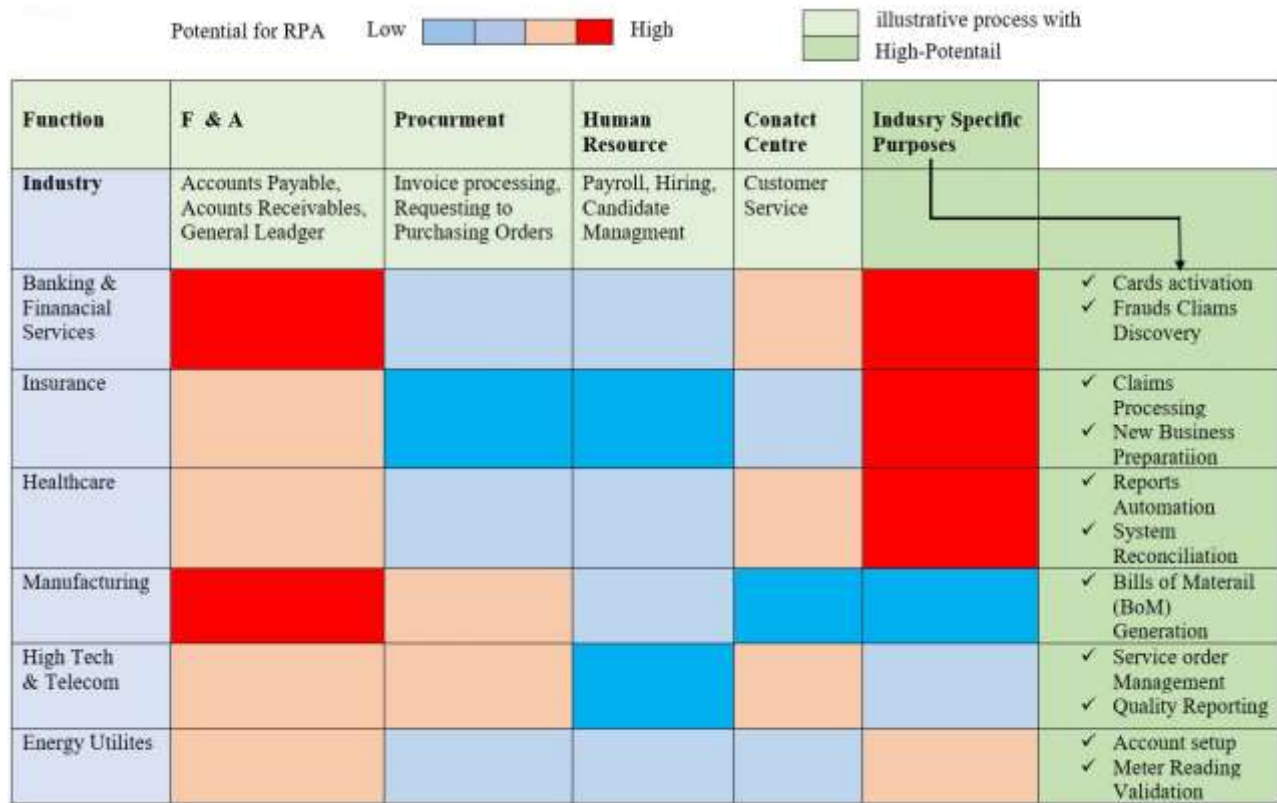 Potential for RPA Low High
illustrative process with
High-Potentail
Function F & A Procurment Human Resource Conatct Centre Indusry Specific Purposes
Industry
Accounts Payable,
Acounts Receivables,
General Leadger
Invoice processing,
Requesting to
Purchasing Orders
Payroll, Hiring,
Candidate
Managment
Customer
Service
Banking &
Finanacial
Services
✓ Cards activation
✓ Frauds Cliams
Discovery
Insurance
✓ Claims
Processing
✓ New Business
Preparatiion
Healthcare
✓ Reports
Automation
✓ System
Reconciliation
Manufacturing
✓ Bills of Materail
(BoM)
Generation
High Tech
& Telecom
✓ Service order
Management
✓ Quality Reporting
Energy Utilites
✓ Account setup
✓ Meter Reading
Validation